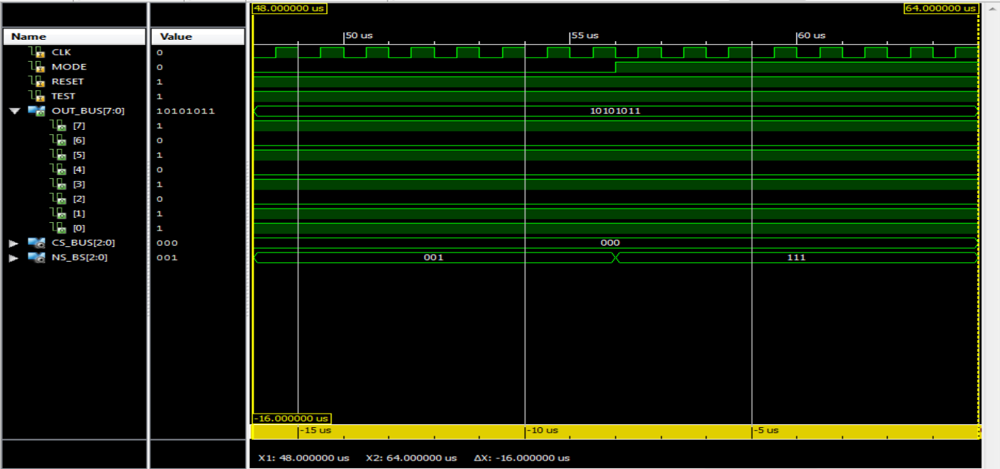 48.000000 us 64.000000 us
Name Value 50 us 55 us 60 us
CLK 0
MODE 0
RESET 1
TEST 1
OUT_BUS[7:0] 10101011 10101011
[7] 1
[6] 0
[5] 1
[4] 0
[3] 1
[2] 0
[1] 1
[0] 1
CS_BUS[2:0] 000 000
NS_BS[2:0] 001 001 111
-16.000000 us
-15 us -10 us -5 us
X1: 48.000000 us X2: 64.000000 us ΔX: -16.000000 us